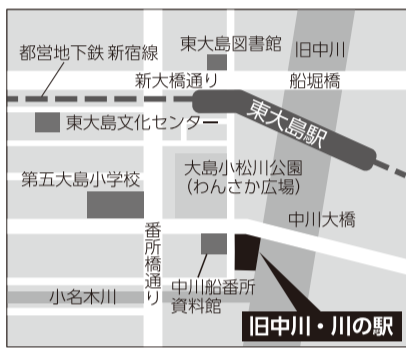 東大島図書館
旧中川
都営地下鉄 新宿線
新大橋通り
船堀橋
東大島駅
東大島文化センター
大島小松川公園
(わんさか広場)
第五大島小学校
中川大橋
番所橋通り
中川船番所
資料館
小名木川
旧中川・川の駅